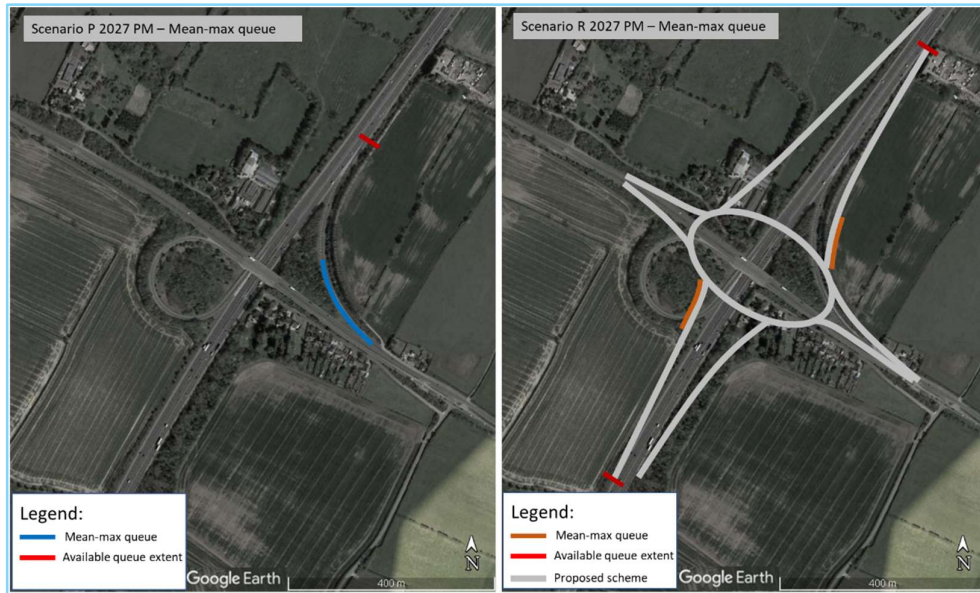 Scenario P 2027 PM – Mean-max queue
Legend:
Mean-max queue
Available queue extent
Google Earth
400 m
N
Scenario R 2027 PM – Mean-max queue
Legend:
Mean-max queue
Available queue extent
Proposed scheme
Google Earth
400 m
N